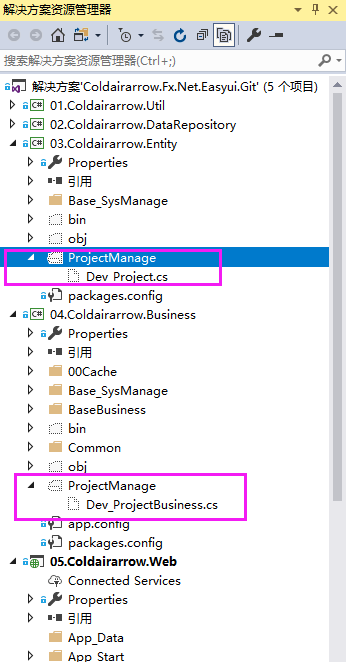 解决方案资源管理器
搜索解决方案资源管理器(Ctrl+;)
解决方案'Coldairarrow.Fx.Net.Easyui.Git' (5 个项目)
01.Coldairarrow.Util
02.Coldairarrow.DataRepository
03.Coldairarrow.Entity
Properties
引用
Base_SysManage
bin
obj
ProjectManage
Dev_Project.cs
packages.config
04.Coldairarrow.Business
Properties
引用
00Cache
Base_SysManage
BaseBusiness
bin
Common
obj
ProjectManage
Dev_ProjectBusiness.cs
app.config
packages.config
05.Coldairarrow.Web
Connected Services
Properties
引用
App_Data
App_Start